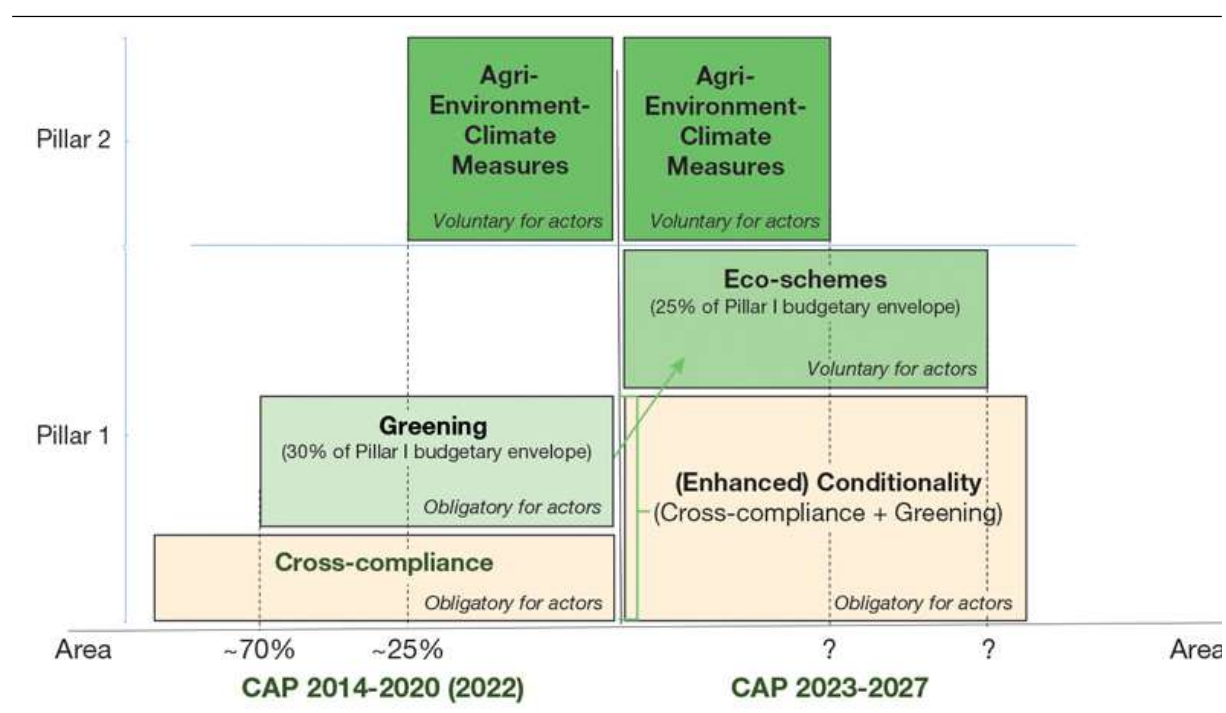 Pillar 2
Agri-
Environment-
Climate
Measures
Voluntary for actors
Agri-
Environment-
Climate
Measures
Voluntary for actors
Eco-schemes
(25% of Pillar I budgetary envelope)
Voluntary for actors
Pillar 1
Greening
(30% of Pillar I budgetary envelope)
Obligatory for actors
Cross-compliance
Obligatory for actors
(Enhanced) Conditionality
(Cross-compliance + Greening)
Obligatory for actors
Area ~70% ~25% ? ? Area
CAP 2014-2020 (2022) CAP 2023-2027